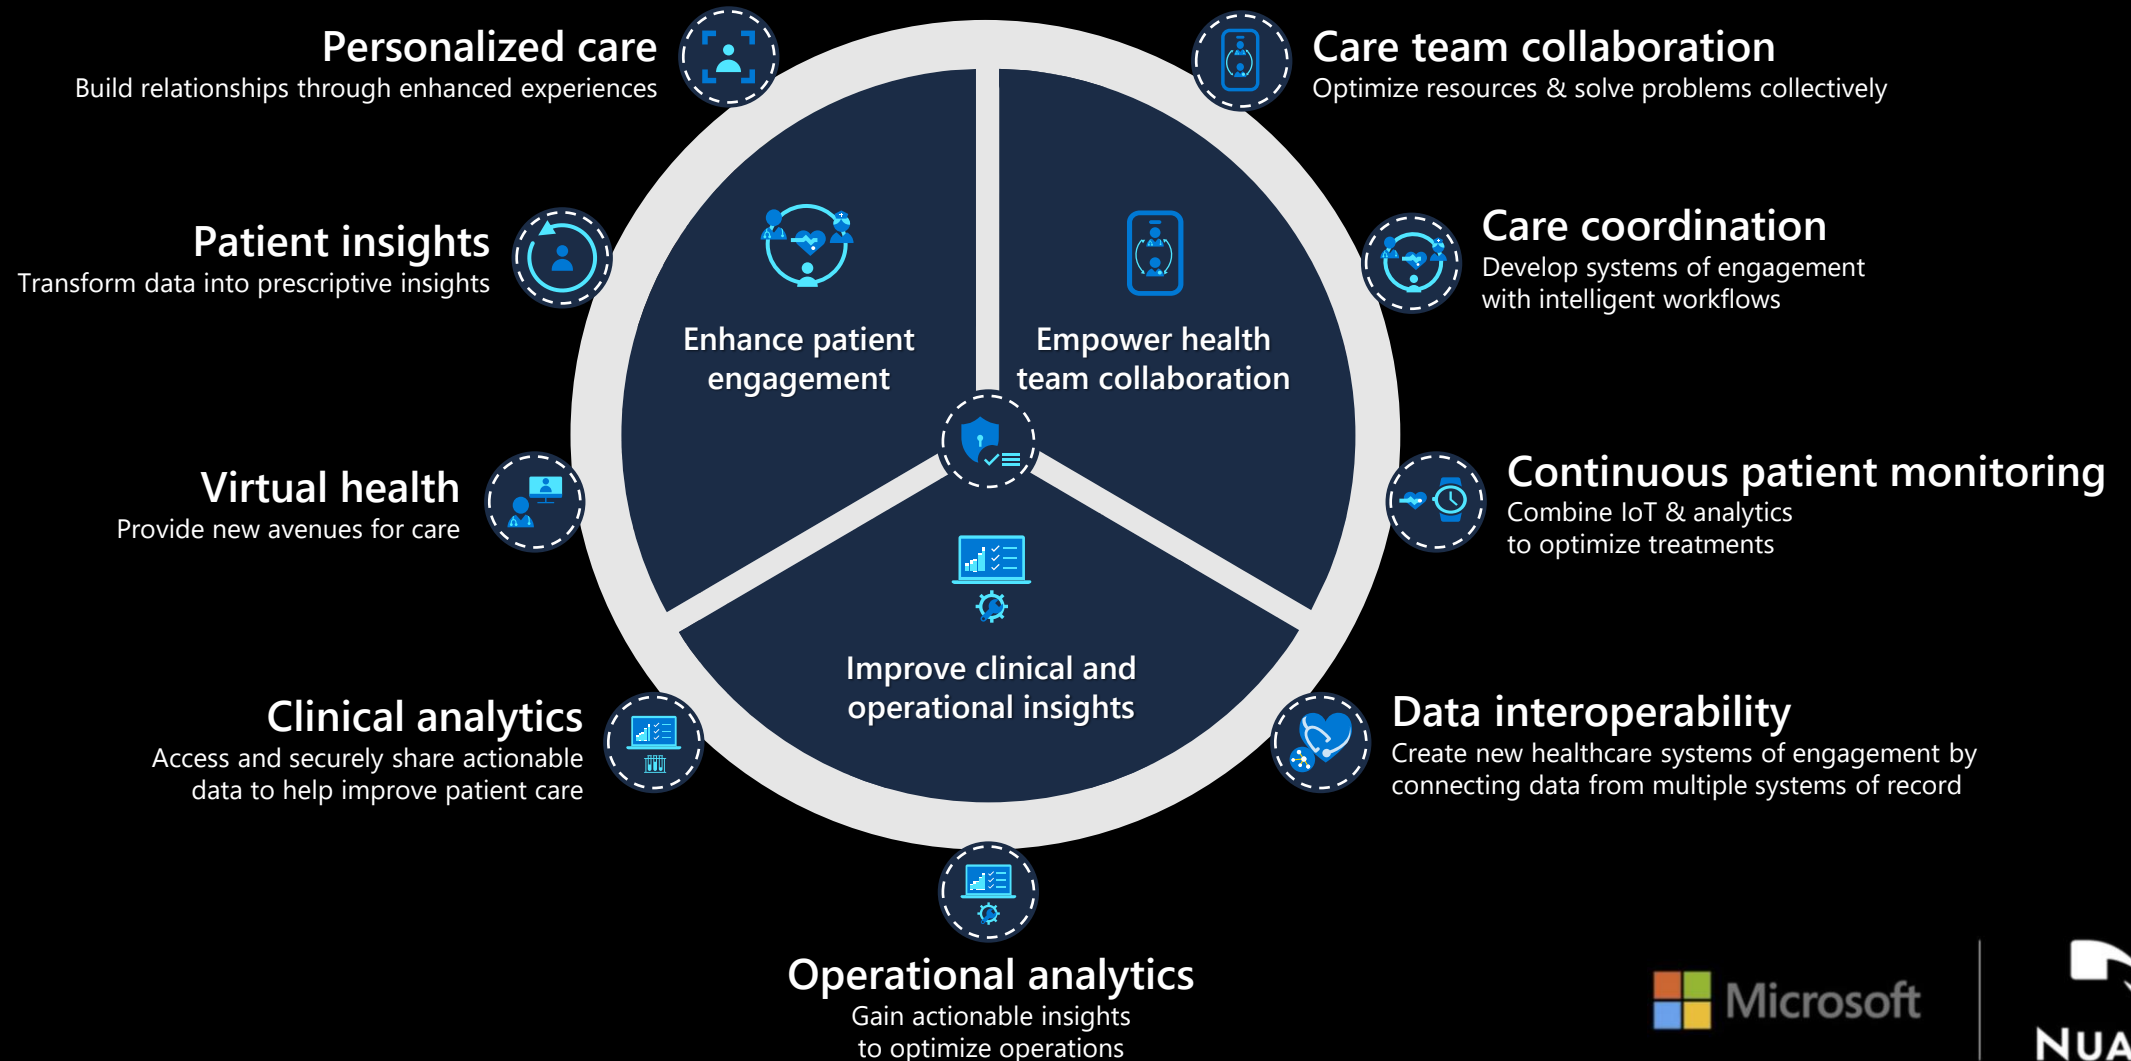 Personalized care
Build relationships through enhanced experiences
Care team collaboration
Optimize resources & solve problems collectively
Patient insights
Transform data into prescriptive insights
Care coordination
Develop systems of engagement
with intelligent workflows
Enhance patient
engagement
Empower health
team collaboration
Virtual health
Provide new avenues for care
Continuous patient monitoring
Combine IoT & analytics
to optimize treatments
Improve clinical and
operational insights
Clinical analytics
Access and securely share actionable
data to help improve patient care
Data interoperability
Create new healthcare systems of engagement by
connecting data from multiple systems of record
Operational analytics
Gain actionable insights
to optimize operations
Microsoft
NUA